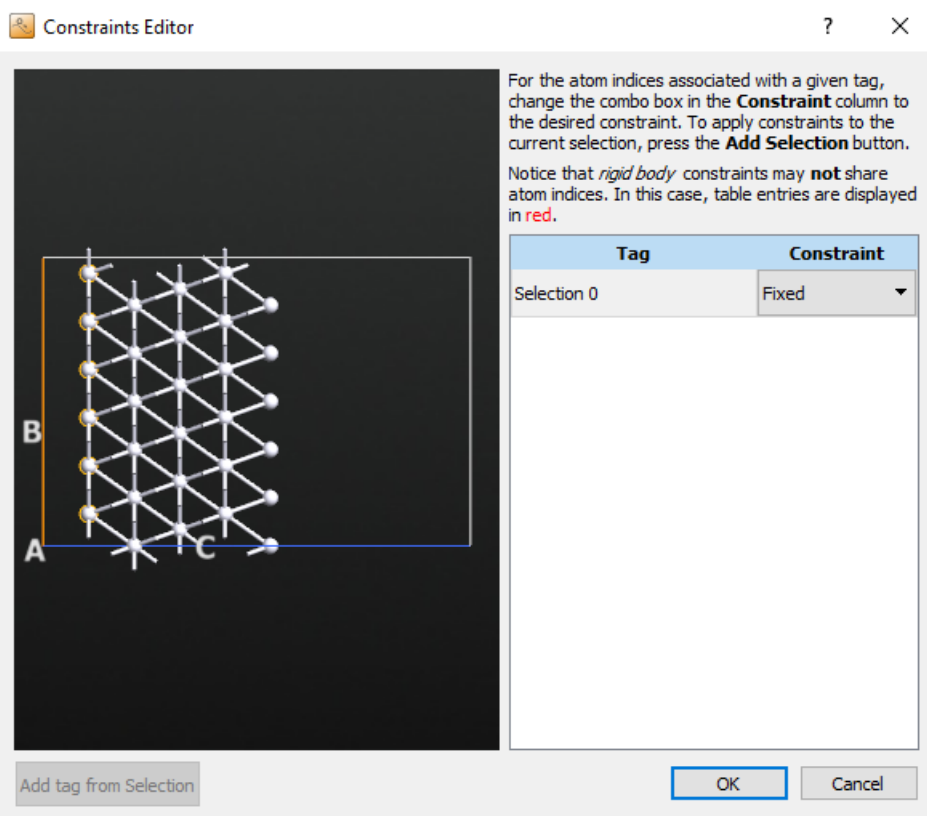 Constraints Editor
?
For the atom indices associated with a given tag,
change the combo box in the Constraint column to
the desired constraint. To apply constraints to the
current selection, press the Add Selection button.
Notice that rigid body constraints may not share
atom indices. In this case, table entries are displayed
in red.
Tag Constraint
Selection 0 Fixed
B
A
C
Add tag from Selection
OK
Cancel